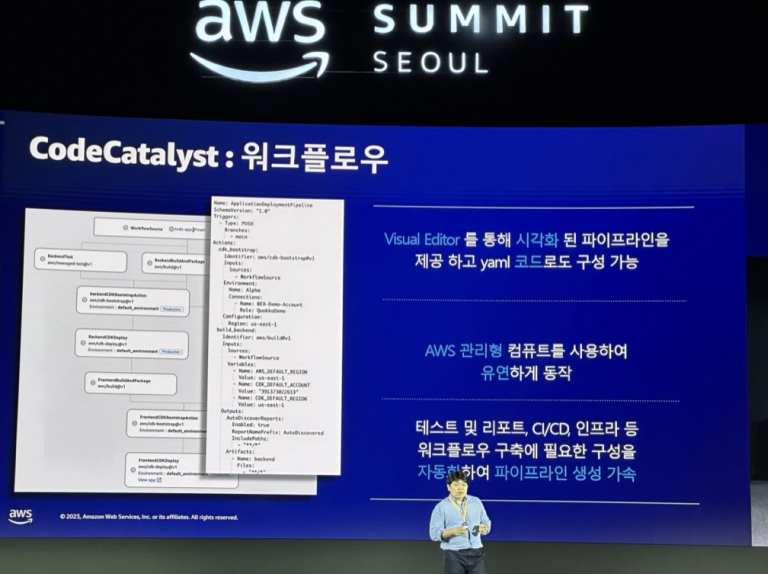 aws SUMMIT
SEOUL
CodeCatalyst : 워크플로우
WorkflowSource
BackendTest
aws/managed-test@v1
BackendBuildAndPackage
aws/build@v1
BackendCDKBootstrapAction
aws/cdk-bootstrap@v1
Environment : default_environment Production
BackendCDKDeploy
aws/cdk-deploy@v1
Environment : default_environment Production
FrontendBuildAndPackage
aws/build@v1
FrontendCDKBootstrapAction
aws/cdk-bootstrap@v1
Environment : default_environment
FrontendCDKDeploy
aws/cdk-deploy@v1
Environment : default_environment
View app
Name: ApplicationDeploymentPipeline
SchemaVersion: "1.0"
Triggers:
- Type: PUSH
Branches:
- main
Actions:
cdk_bootstrap:
Identifier: aws/cdk-bootstrap@v1
Inputs:
Sources:
- WorkflowSource
Environment:
Name: Alpha
Connections:
- Name: BEX-Demo-Account
Role: QuokkaDemo
Configuration:
Region: us-east-1
build_backend:
Identifier: aws/build@v1
Inputs:
Sources:
- WorkflowSource
Variables:
- Name: AWS_DEFAULT_REGION
Value: us-east-1
- Name: CDK_DEFAULT_ACCOUNT
Value: "391573022613"
- Name: CDK_DEFAULT_REGION
Value: us-east-1
Outputs:
AutoDiscoverReports:
Enabled: true
ReportNamePrefix: AutoDiscovered
IncludePaths:
- "**/*"
Artifacts:
- Name: backend
Files:
- "**/*"
Visual Editor 를 통해 시각화 된 파이프라인을
제공 하고 yaml 코드로도 구성 가능
AWS 관리형 컴퓨트를 사용하여
유연하게 동작
테스트 및 리포트, CI/CD, 인프라 등
워크플로우 구축에 필요한 구성을
자동화하여 파이프라인 생성 가속
aws © 2023, Amazon Web Services, Inc. or its affiliates. All rights reserved.